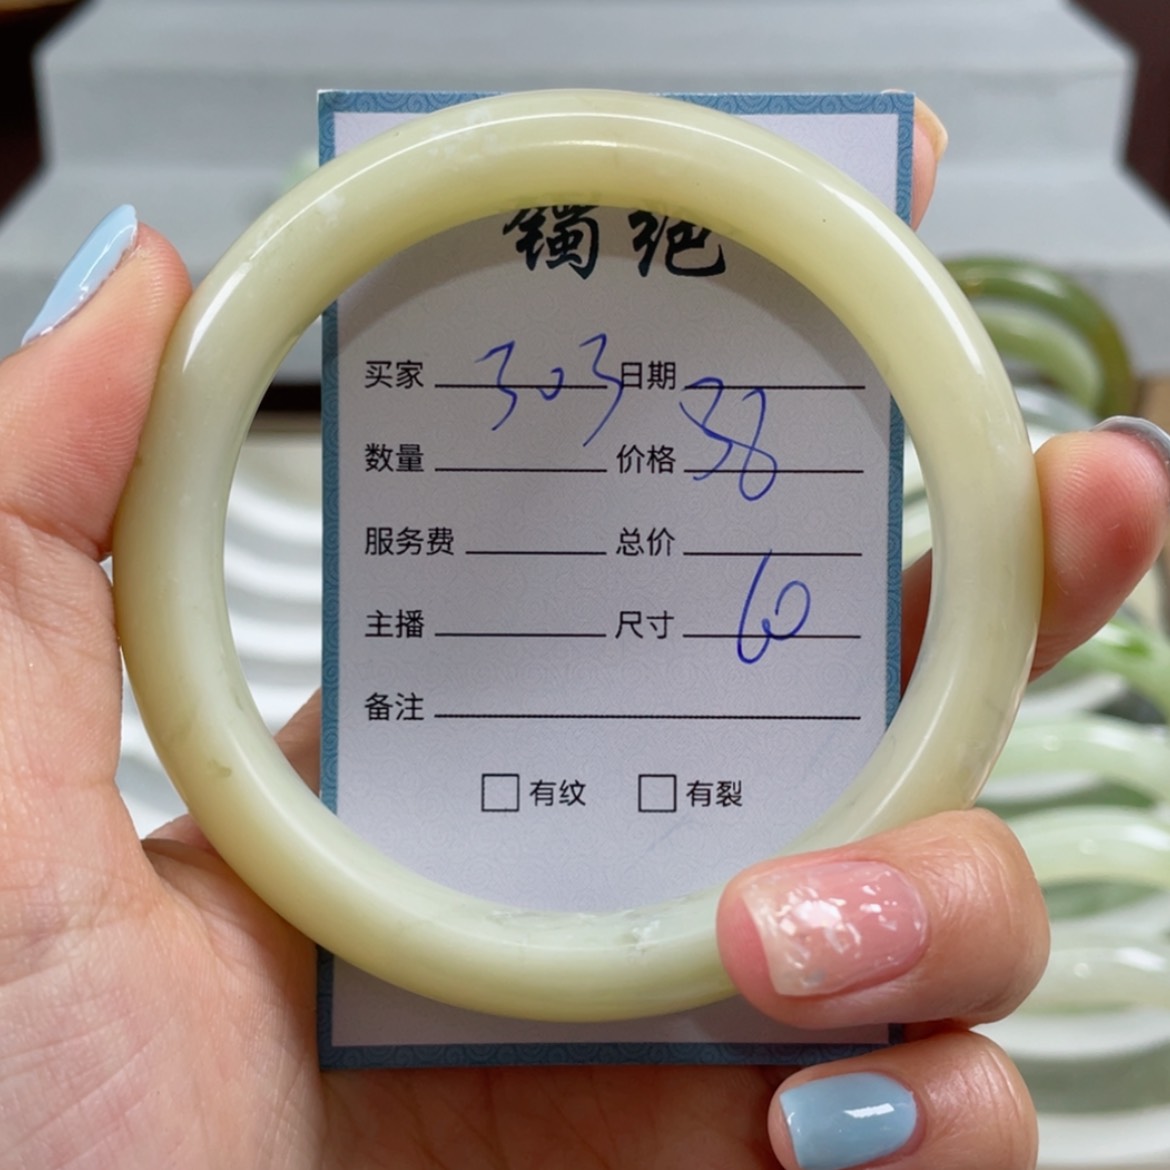 镯绝
买家 303 日期
数量 价格 38
服务费 总价
主播 尺寸 60
备注
□ 有纹 □ 有裂